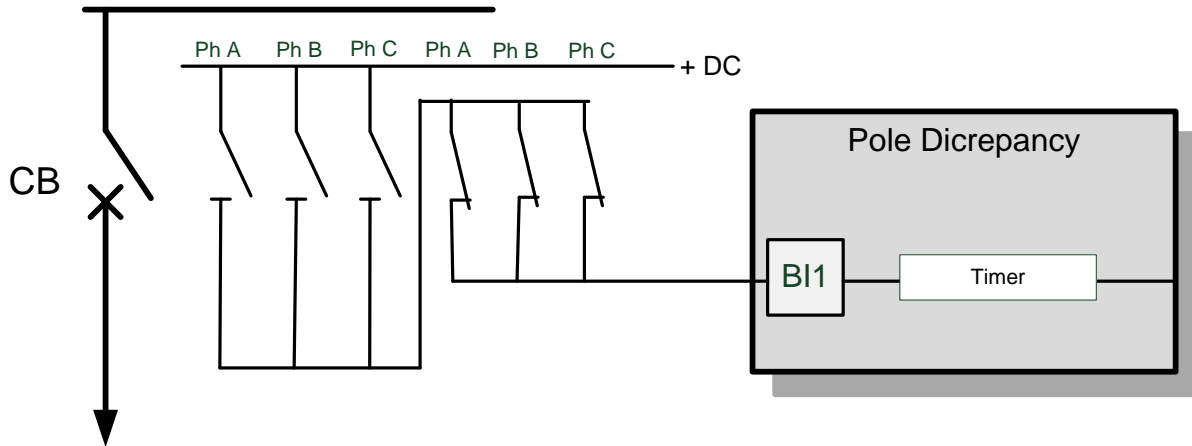 Ph A Ph B Ph C Ph A Ph B Ph C
+ DC
Pole Dicrepancy
CB
BI1
Timer